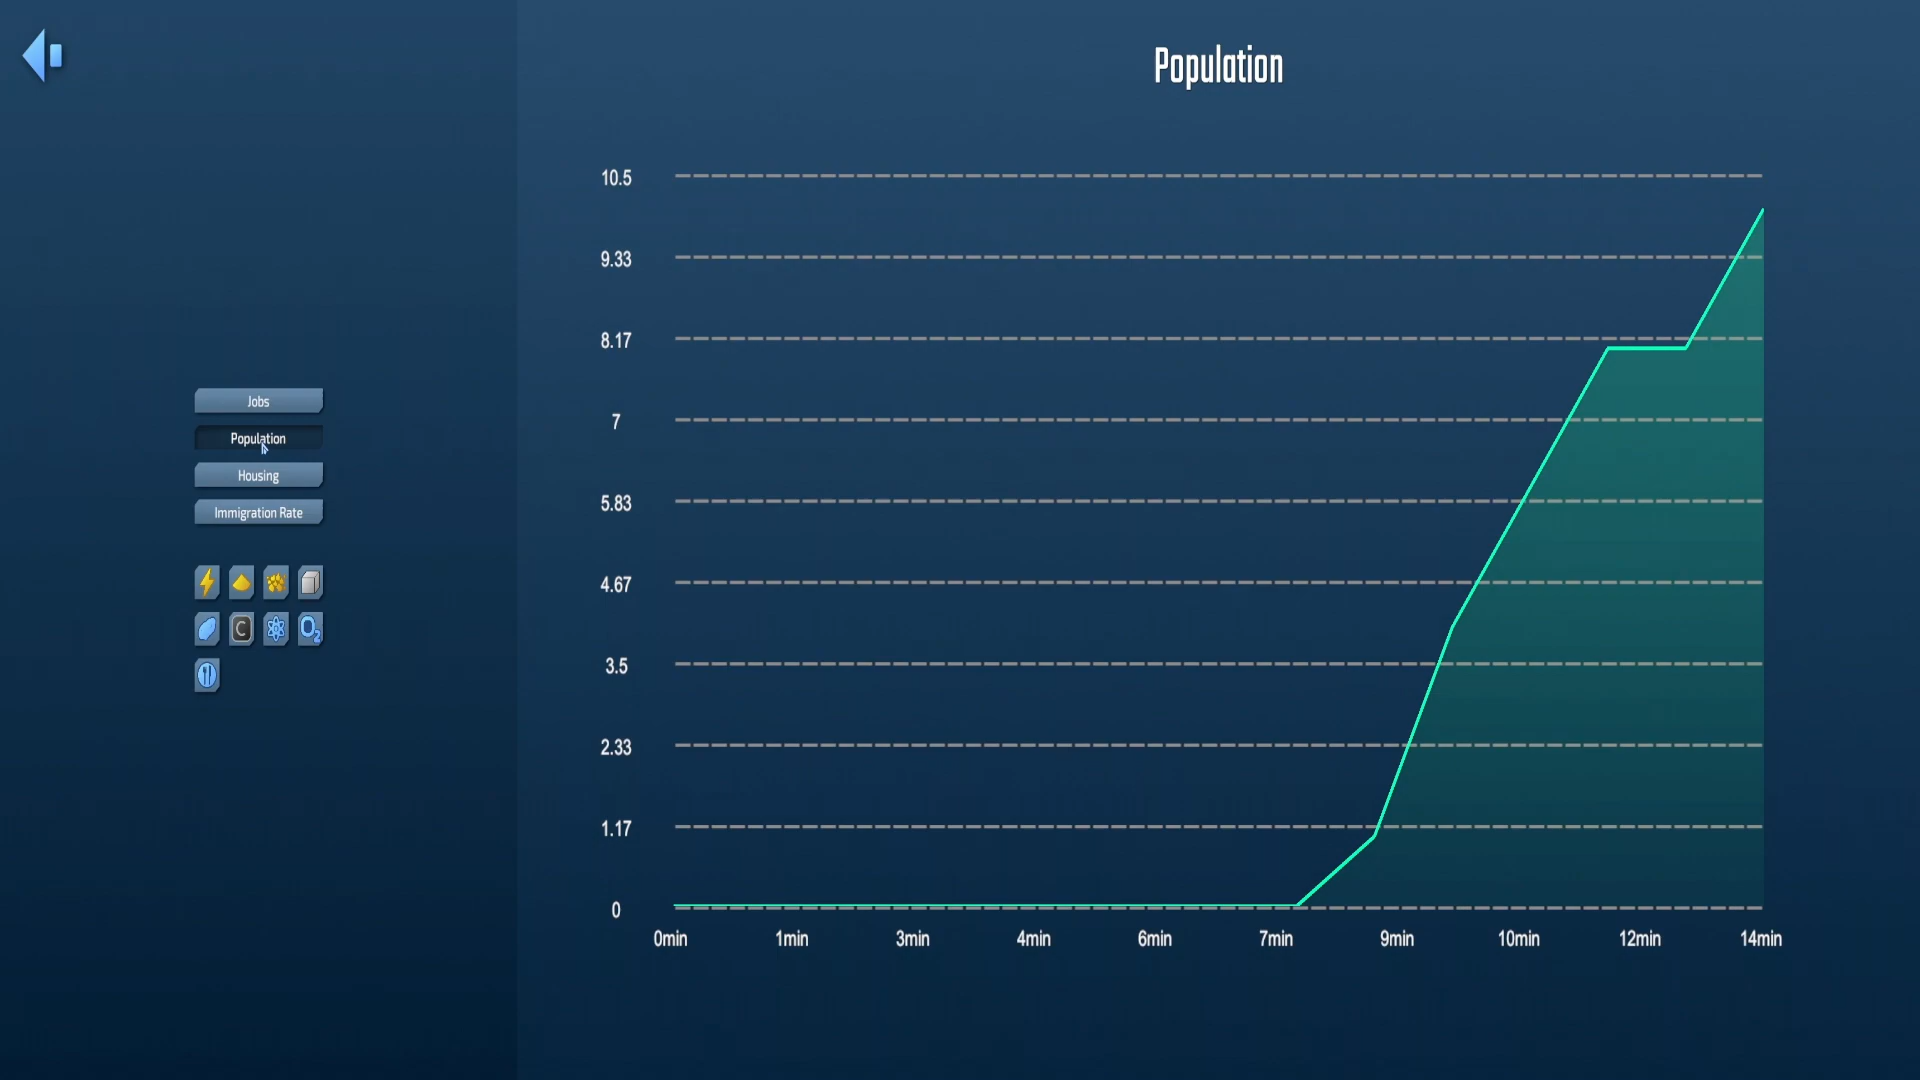 Population
10.5
9.33
8.17
7
5.83
4.67
3.5
2.33
1.17
0
0min 1min 3min 4min 6min 7min 9min 10min 12min 14min
Jobs
Population
Housing
Immigration Rate
C
O2